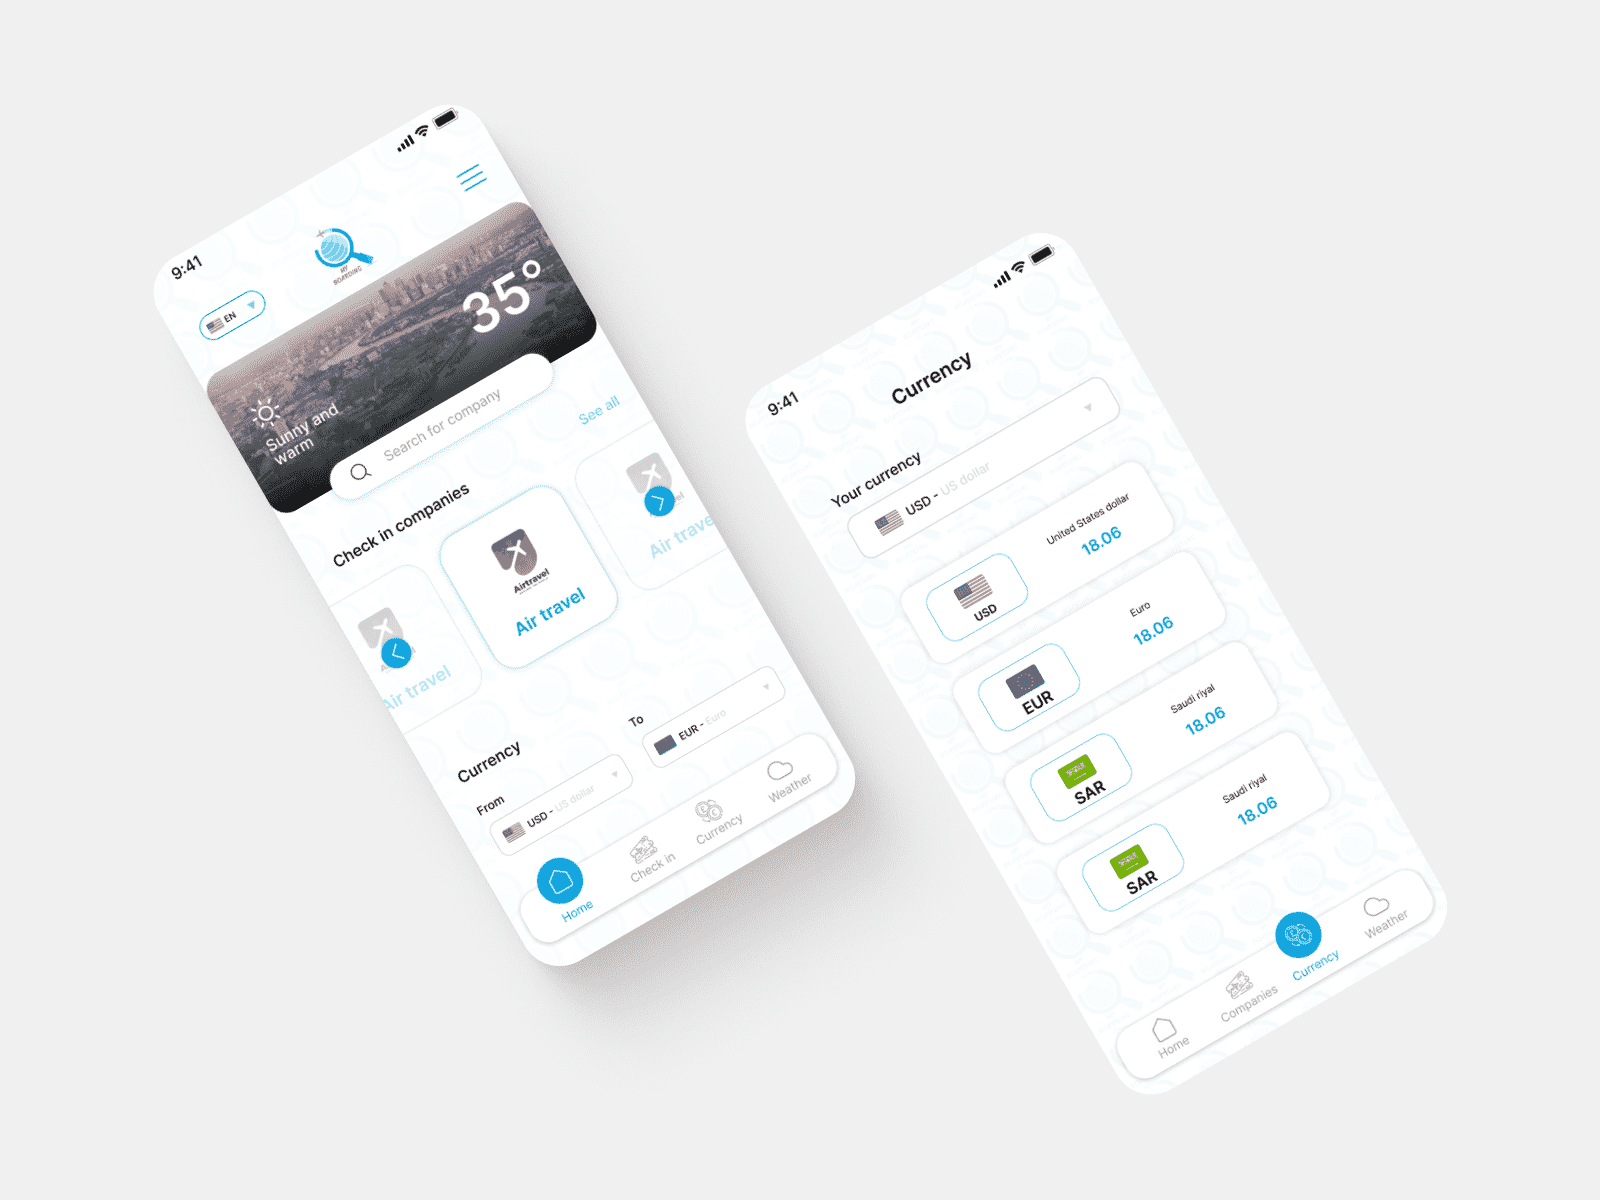 9:41
EN
MY
BOARDING
35°
Sunny and
warm
Search for company
Check in companies
See all
Air travel
Airtravel
Air travel
Air trave
Currency
From
USD - US dollar
To
EUR - Euro
Home
Check in
Currency
Weather
9:41
Currency
Your currency
USD - US dollar
USD
United States dollar
18.06
EUR
Euro
18.06
SAR
Saudi riyal
18.06
SAR
Saudi riyal
18.06
Home
Companies
Currency
Weather